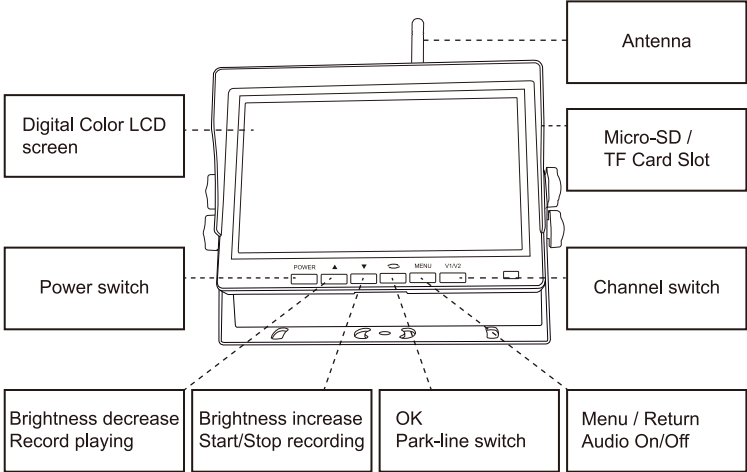 Antenna
Digital Color LCD
screen
Micro-SD /
TF Card Slot
POWER ▲ ▼ MENU V1/V2
Power switch
Channel switch
Brightness decrease
Record playing
Brightness increase
Start/Stop recording
OK
Park-line switch
Menu / Return
Audio On/Off